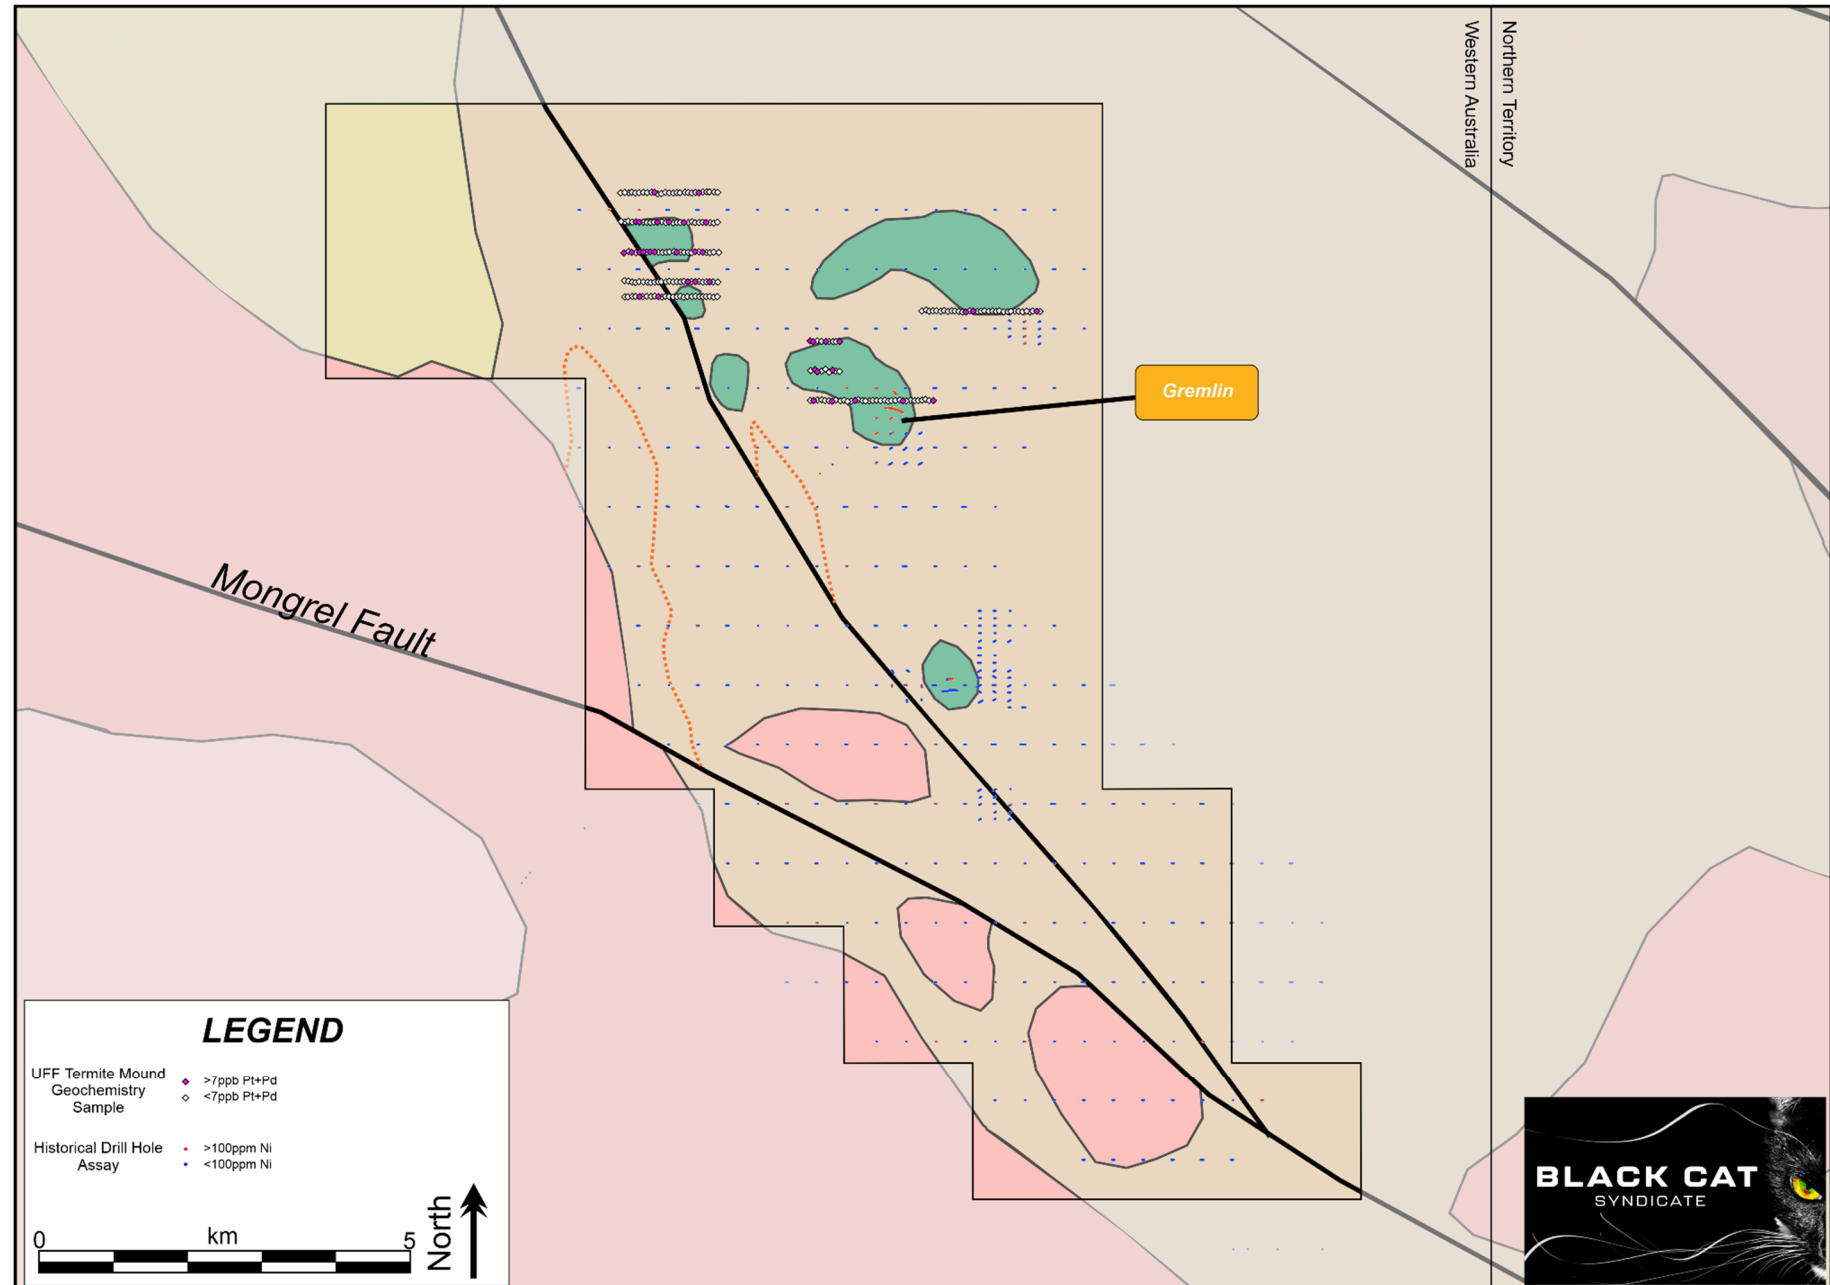 Northern Territory
Western Australia
Gremlin
Mongrel Fault
LEGEND
UFF Termite Mound
Geochemistry
Sample
>7ppb Pt+Pd
<7ppb Pt+Pd
Historical Drill Hole
Assay
>100ppm Ni
<100ppm Ni
0
km
5
North
BLACK CAT
SYNDICATE